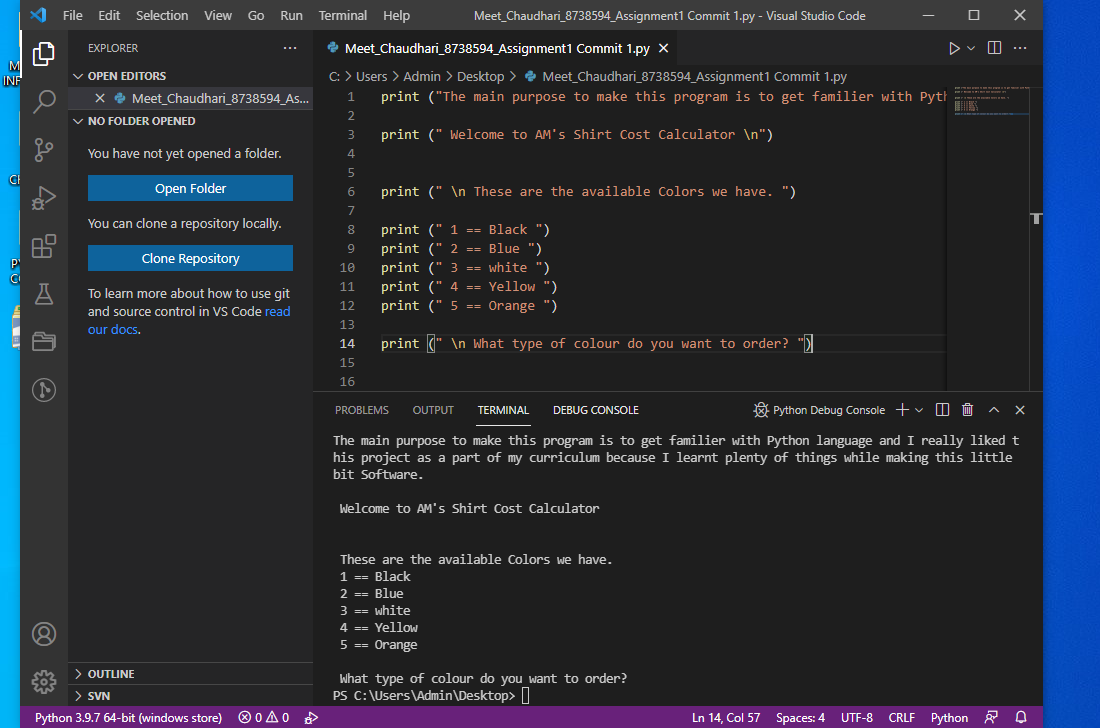 File Edit Selection View Go Run Terminal Help
Meet_Chaudhari_8738594_Assignment1 Commit 1.py - Visual Studio Code
EXPLORER
OPEN EDITORS
Meet_Chaudhari_8738594_As...
NO FOLDER OPENED
You have not yet opened a folder.
Open Folder
You can clone a repository locally.
Clone Repository
To learn more about how to use git
and source control in VS Code read
our docs.
OUTLINE
SVN
Meet_Chaudhari_8738594_Assignment1 Commit 1.py
C: > Users > Admin > Desktop > Meet_Chaudhari_8738594_Assignment1 Commit 1.py
1 print ("The main purpose to make this program is to get familier with Pyth
2
3 print (" Welcome to AM's Shirt Cost Calculator \n")
4
5
6 print (" \n These are the available Colors we have. ")
7
8 print (" 1 == Black ")
9 print (" 2 == Blue ")
10 print (" 3 == white ")
11 print (" 4 == Yellow ")
12 print (" 5 == Orange ")
13
14 print (" \n What type of colour do you want to order? ")
15
16
PROBLEMS OUTPUT TERMINAL DEBUG CONSOLE
Python Debug Console
The main purpose to make this program is to get familier with Python language and I really liked t
his project as a part of my curriculum because I learnt plenty of things while making this little
bit Software.
Welcome to AM's Shirt Cost Calculator
These are the available Colors we have.
1 == Black
2 == Blue
3 == white
4 == Yellow
5 == Orange
What type of colour do you want to order?
PS C:\Users\Admin\Desktop>
Python 3.9.7 64-bit (windows store) 0 0
Ln 14, Col 57 Spaces: 4 UTF-8 CRLF Python